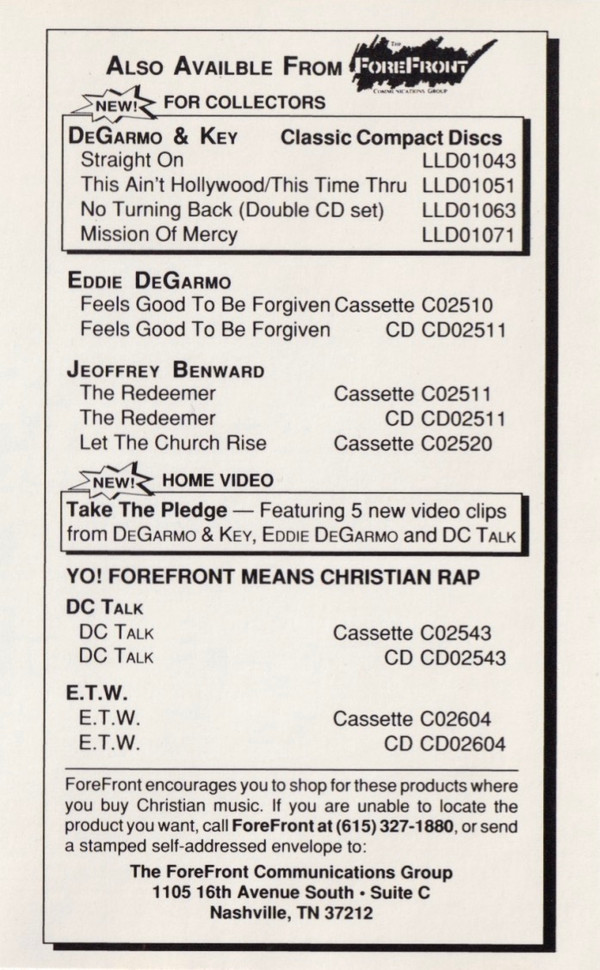 ALSO AVAILBLE FROM THE FOREFRONT COMMUNICATIONS GROUP
NEW! FOR COLLECTORS
DEGARMO & KEY Classic Compact Discs
Straight On LLD01043
This Ain't Hollywood/This Time Thru LLD01051
No Turning Back (Double CD set) LLD01063
Mission Of Mercy LLD01071
EDDIE DEGARMO
Feels Good To Be Forgiven Cassette C02510
Feels Good To Be Forgiven CD CD02511
JEOFFREY BENWARD
The Redeemer Cassette C02511
The Redeemer CD CD02511
Let The Church Rise Cassette C02520
NEW! HOME VIDEO
Take The Pledge — Featuring 5 new video clips
from DEGARMO & KEY, EDDIE DEGARMO and DC TALK
YO! FOREFRONT MEANS CHRISTIAN RAP
DC TALK
DC TALK Cassette C02543
DC TALK CD CD02543
E.T.W.
E.T.W. Cassette C02604
E.T.W. CD CD02604
ForeFront encourages you to shop for these products where
you buy Christian music. If you are unable to locate the
product you want, call ForeFront at (615) 327-1880, or send
a stamped self-addressed envelope to:
The ForeFront Communications Group
1105 16th Avenue South • Suite C
Nashville, TN 37212